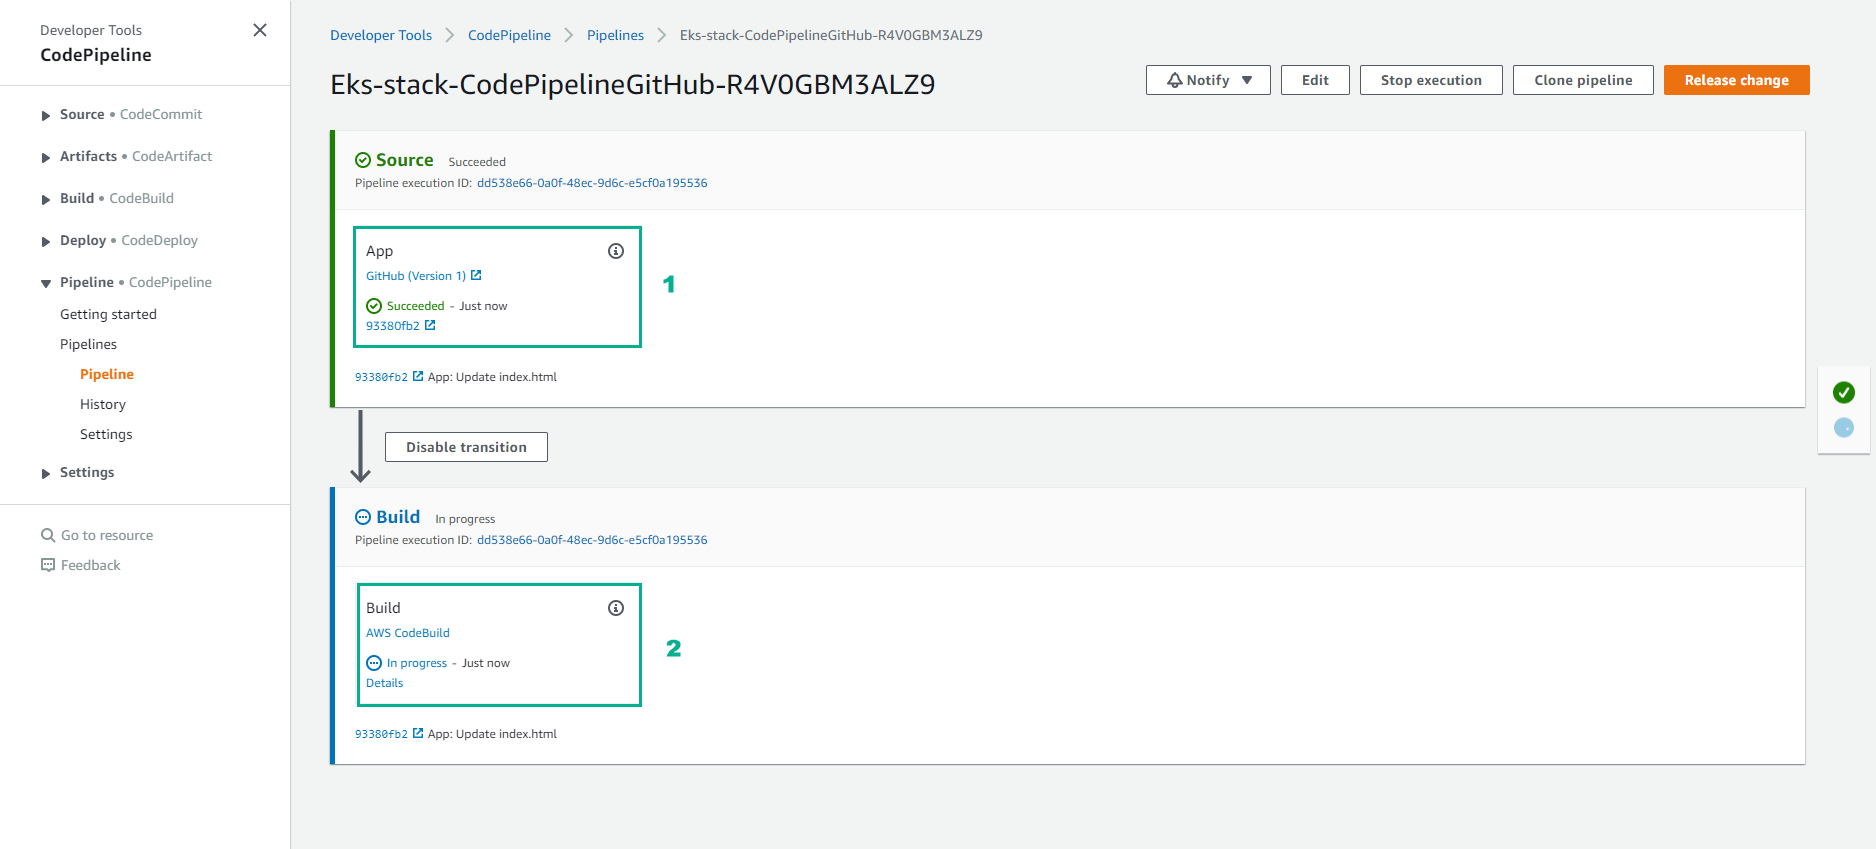 Developer Tools
CodePipeline
Source • CodeCommit
Artifacts • CodeArtifact
Build • CodeBuild
Deploy • CodeDeploy
Pipeline • CodePipeline
Getting started
Pipelines
Pipeline
History
Settings
Settings
Go to resource
Feedback
Developer Tools > CodePipeline > Pipelines > Eks-stack-CodePipelineGitHub-R4V0GBM3ALZ9
Eks-stack-CodePipelineGitHub-R4V0GBM3ALZ9
Notify Edit Stop execution Clone pipeline Release change
Source Succeeded
Pipeline execution ID: dd538e66-0a0f-48ec-9d6c-e5cf0a195536
App
GitHub (Version 1)
Succeeded - Just now
93380fb2
1
93380fb2 App: Update index.html
Disable transition
Build In progress
Pipeline execution ID: dd538e66-0a0f-48ec-9d6c-e5cf0a195536
Build
AWS CodeBuild
In progress - Just now
Details
2
93380fb2 App: Update index.html